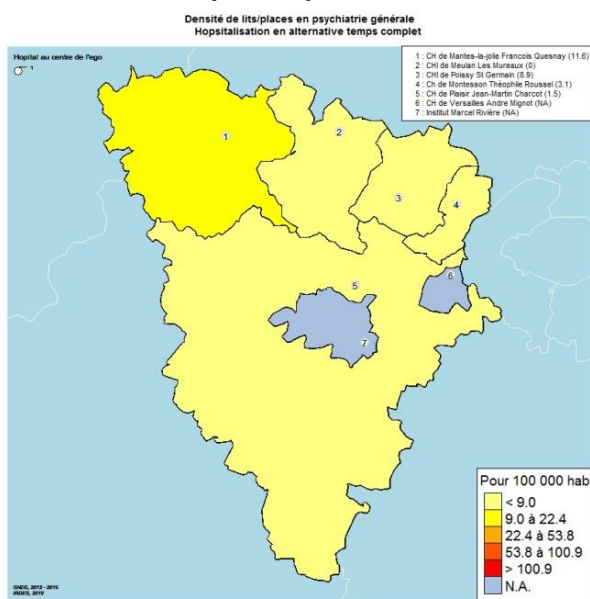 Densité de lits/places en psychiatrie générale
Hopsitalisation en alternative temps complet
Hopital au centre de l'ego
1
1 : CH de Mantes-la-jolie Francois Quesnay (11.6)
2 : CHI de Meulan Les Mureaux (0)
3 : CHI de Poissy St Germain (8.9)
4 : Ch de Montesson Théophile Roussel (3.1)
5 : CH de Plaisir Jean-Martin Charcot (1.5)
6 : CH de Versailles Andre Mignot (NA)
7 : Institut Marcel Rivière (NA)
1
2
3
4
6
5
7
Pour 100 000 hab
< 9.0
9.0 à 22.4
22.4 à 53.8
53.8 à 100.9
> 100.9
N.A.
2012 - 2015
2019